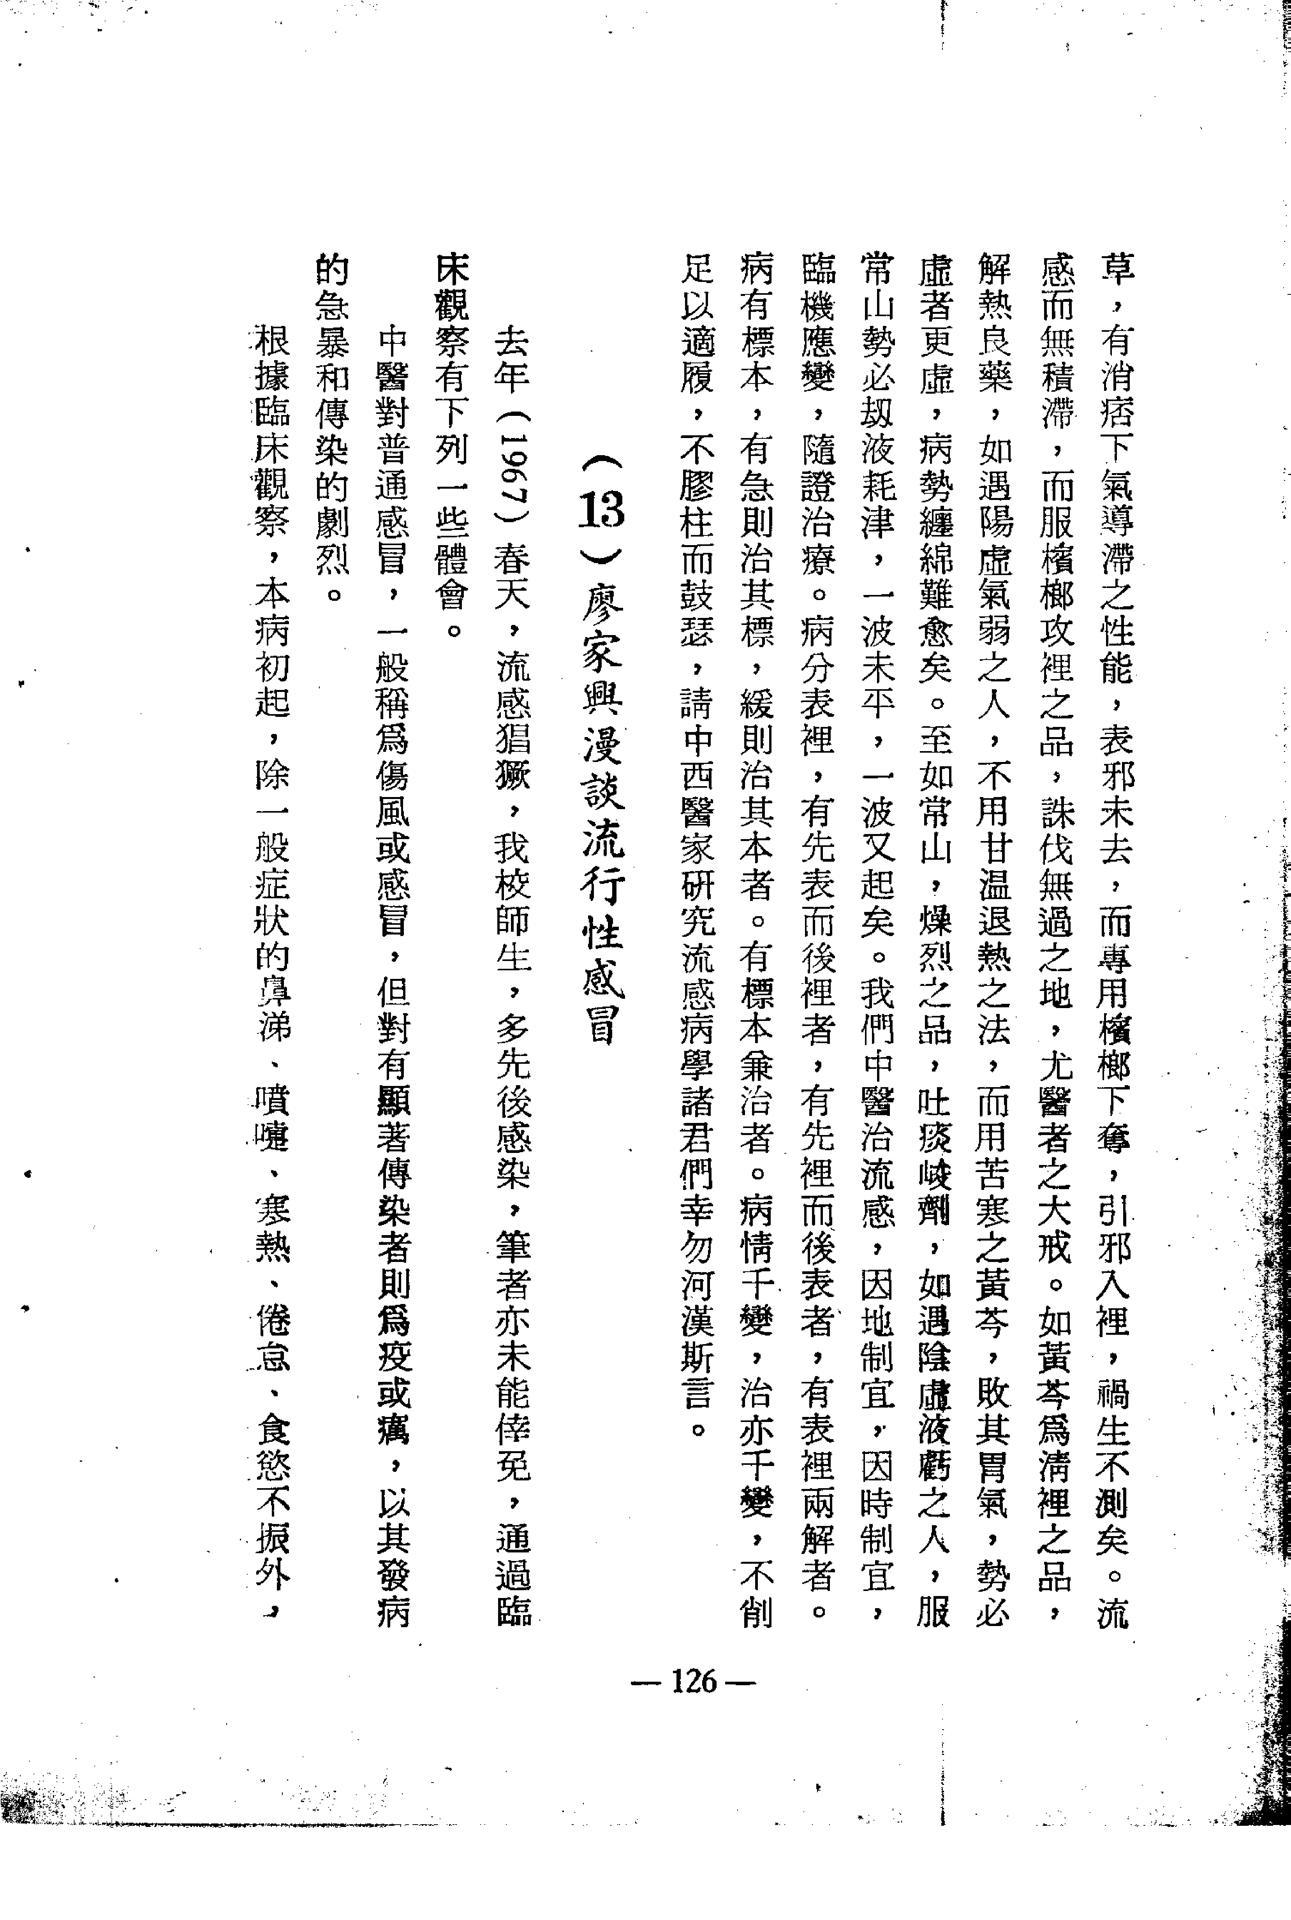 草，有消痞下氣導滯之性能，表邪未去，而專用檳榔下奪，引邪入裡，禍生不測矣。流
感而無積滯，而服檳榔攻裡之品，誅伐無過之地，尤醫者之大戒。如黃芩爲清裡之品，
解熱良藥，如遇陽虛氣弱之人，不用甘温退熱之法，而用苦寒之黃芩，敗其胃氣，勢必
虛者更虛，病勢纏綿難愈矣。至如常山，燥烈之品，吐痰峻劑，如遇陰虛液虧之人，服
常山勢必刼液耗津，一波未平，一波又起矣。我們中醫治流感，因地制宜，因時制宜，
臨機應變，隨證治療。病分表裡，有先表而後裡者，有先裡而後表者，有表裡兩解者。
病有標本，有急則治其標，緩則治其本者。有標本兼治者。病情千變，治亦千變，不削
足以適履，不膠柱而鼓瑟，請中西醫家研究流感病學諸君們幸勿河漢斯言。
（13）廖家興漫談流行性感冒
去年（1967）春天，流感猖獗，我校師生，多先後感染，筆者亦未能倖免，通過臨
床觀察有下列一些體會。
中醫對普通感冒，一般稱爲傷風或感冒，但對有顯著傳染者則爲疫或癘，以其發病
的急暴和傳染的劇烈。
根據臨床觀察，本病初起，除一般症狀的鼻涕、噴嚏、寒熱、倦怠、食慾不振外，
— 126 —